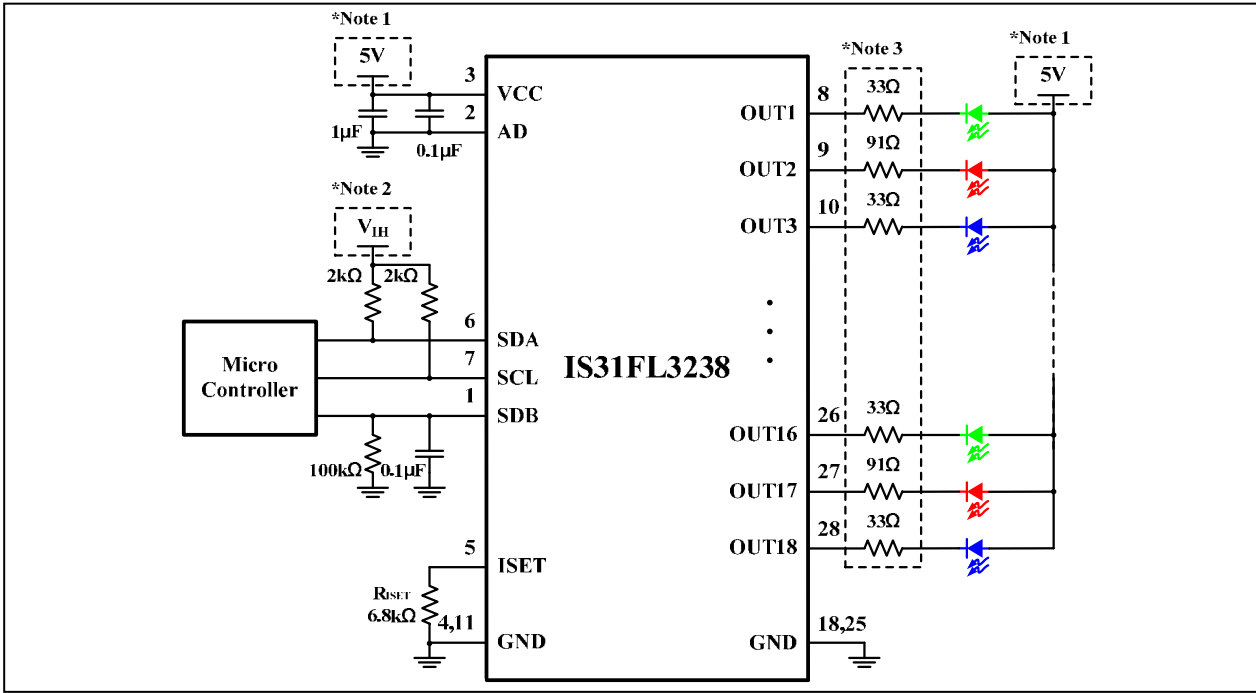 *Note 1
5V
3
VCC
2
AD
1μF
0.1μF
*Note 2
VIH
2kΩ 2kΩ
6
SDA
7
SCL
1
SDB
Micro
Controller
100kΩ
0.1μF
5
ISET
RISET
6.8kΩ
4,11
GND
IS31FL3238
*Note 3
*Note 1
5V
8
33Ω
OUT1
9
91Ω
OUT2
10
33Ω
OUT3
26
33Ω
OUT16
27
91Ω
OUT17
28
33Ω
OUT18
18,25
GND